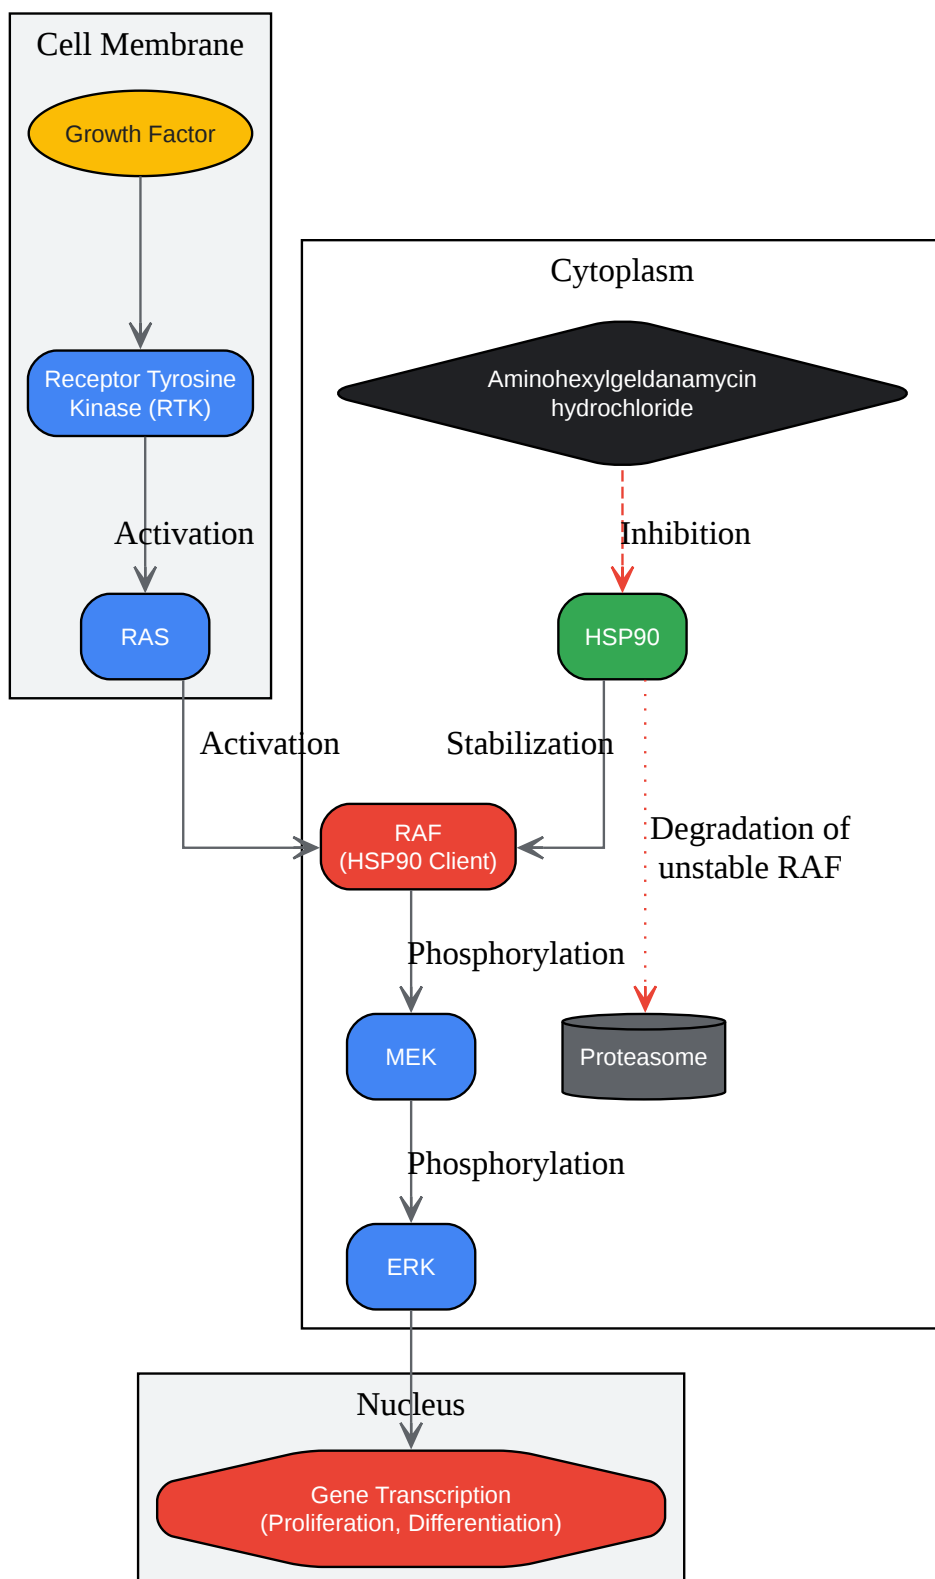 Cell Membrane
Growth Factor
Cytoplasm
Receptor Tyrosine
Kinase (RTK)
Aminohexylgeldanamycin
hydrochloride
Activation
Inhibition
RAS
HSP90
Activation
Stabilization
RAF
(HSP90 Client)
Degradation of
unstable RAF
Phosphorylation
MEK
Proteasome
Phosphorylation
ERK
Nucleus
Gene Transcription
(Proliferation, Differentiation)